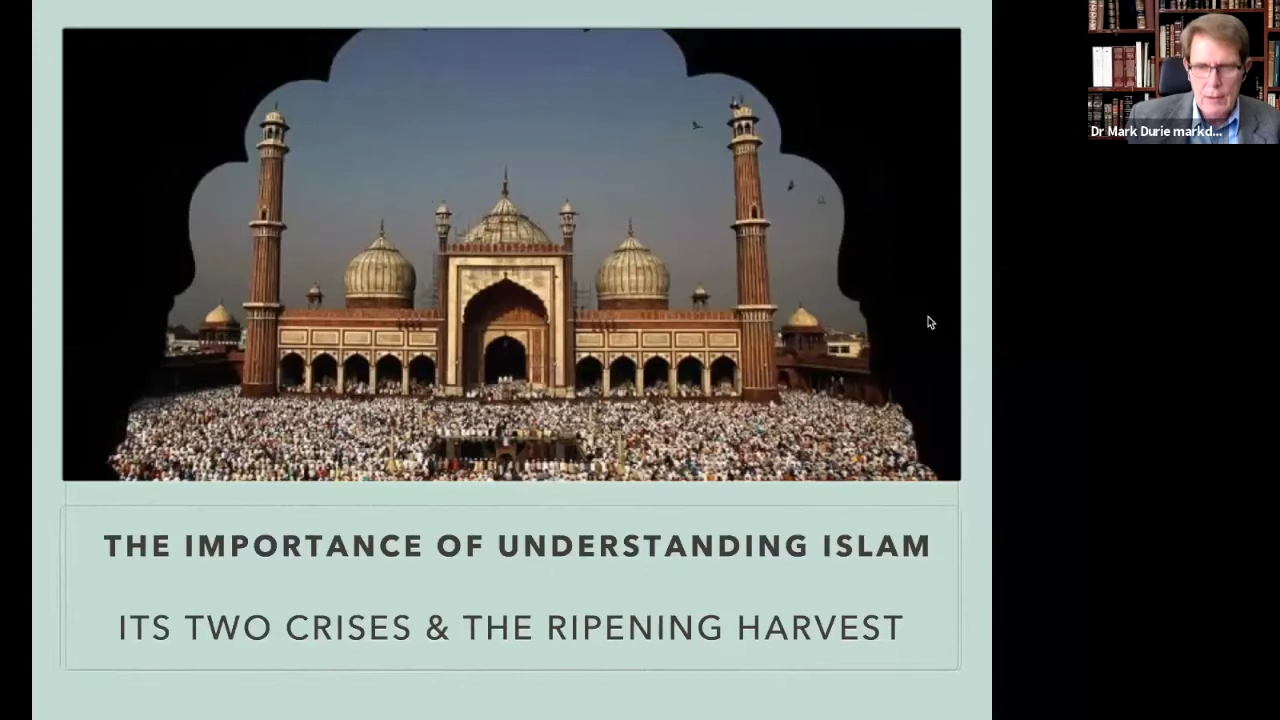 THE IMPORTANCE OF UNDERSTANDING ISLAM
ITS TWO CRISES & THE RIPENING HARVEST
Dr Mark Durie markd...